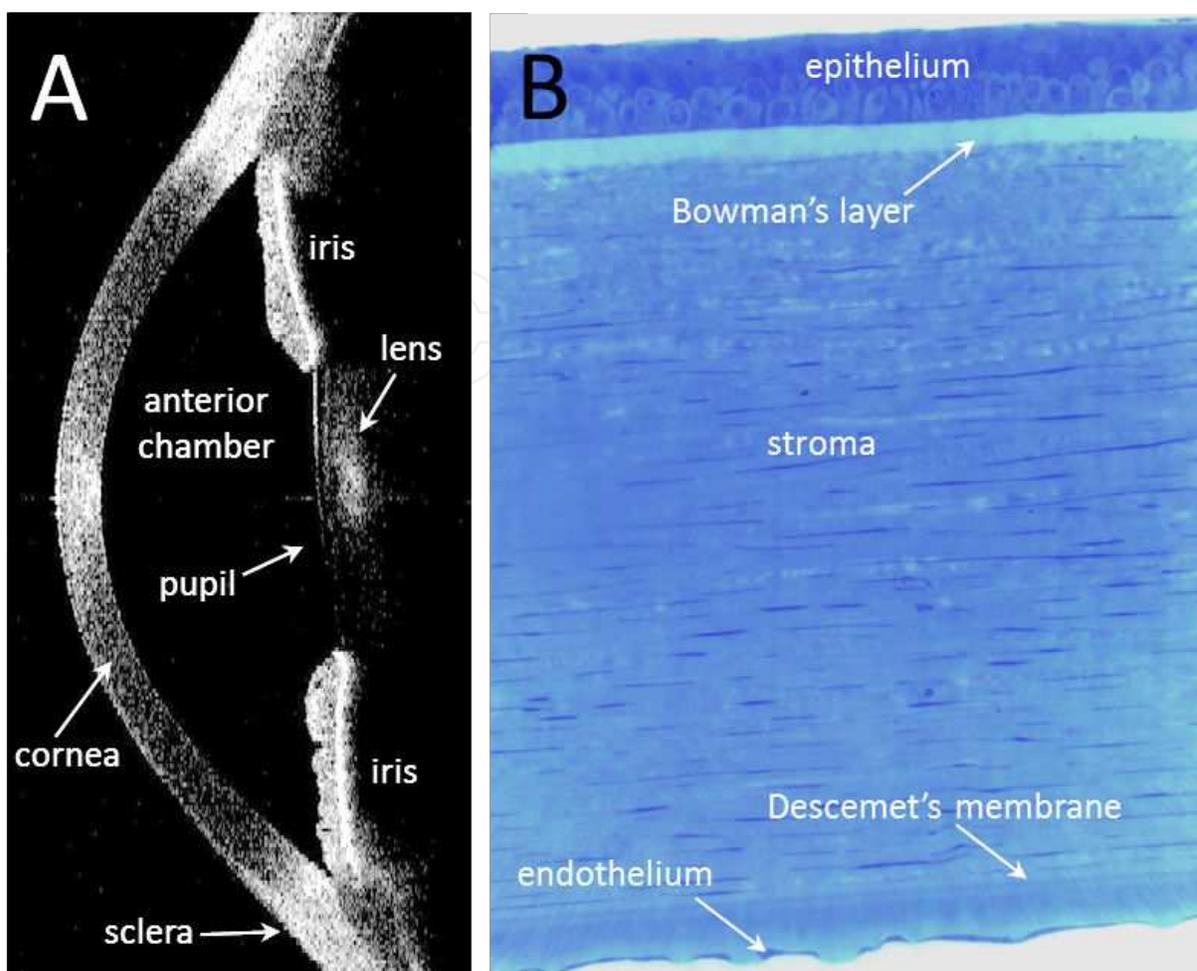 A
iris
lens
anterior
chamber
pupil
cornea
iris
sclera
B
epithelium
Bowman's layer
stroma
Descemet's membrane
endothelium